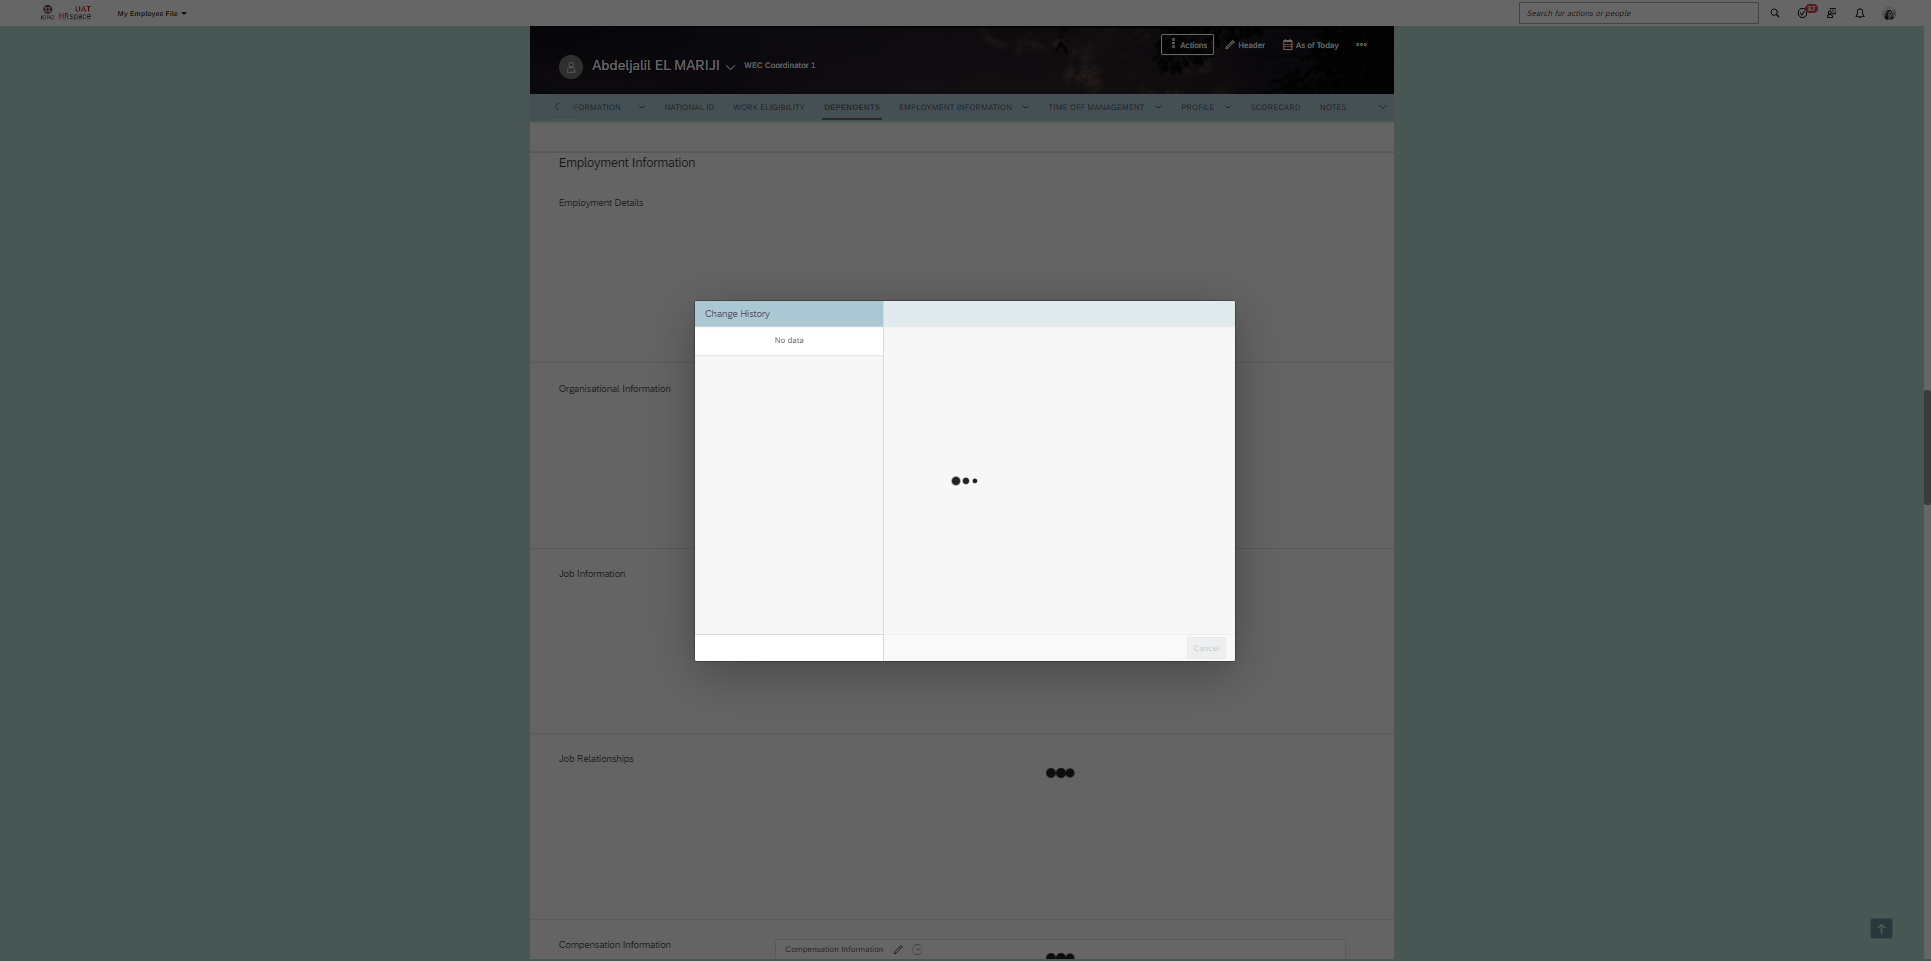 ICRC
UAT
HRspace
My Employee File
Search for actions or people
37
Actions
Header
As of Today
Abdeljalil EL MARIJI
WEC Coordinator 1
FORMATION
NATIONAL ID
WORK ELIGIBILITY
DEPENDENTS
EMPLOYMENT INFORMATION
TIME OFF MANAGEMENT
PROFILE
SCORECARD
NOTES
Employment Information
Employment Details
Change History
No data
Organisational Information
Job Information
Cancel
Job Relationships
Compensation Information
Compensation Information